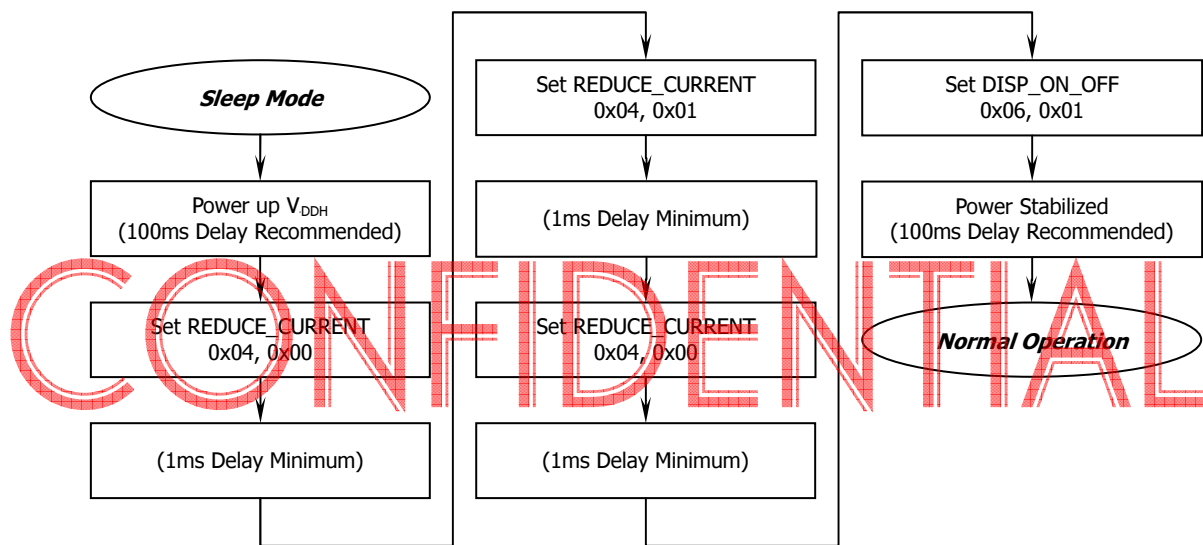 Sleep Mode
Power up VDDH
(100ms Delay Recommended)
Set REDUCE_CURRENT
0x04, 0x00
(1ms Delay Minimum)
Set REDUCE_CURRENT
0x04, 0x01
(1ms Delay Minimum)
Set REDUCE_CURRENT
0x04, 0x00
(1ms Delay Minimum)
Set DISP_ON_OFF
0x06, 0x01
Power Stabilized
(100ms Delay Recommended)
Normal Operation
CONFIDENTIAL